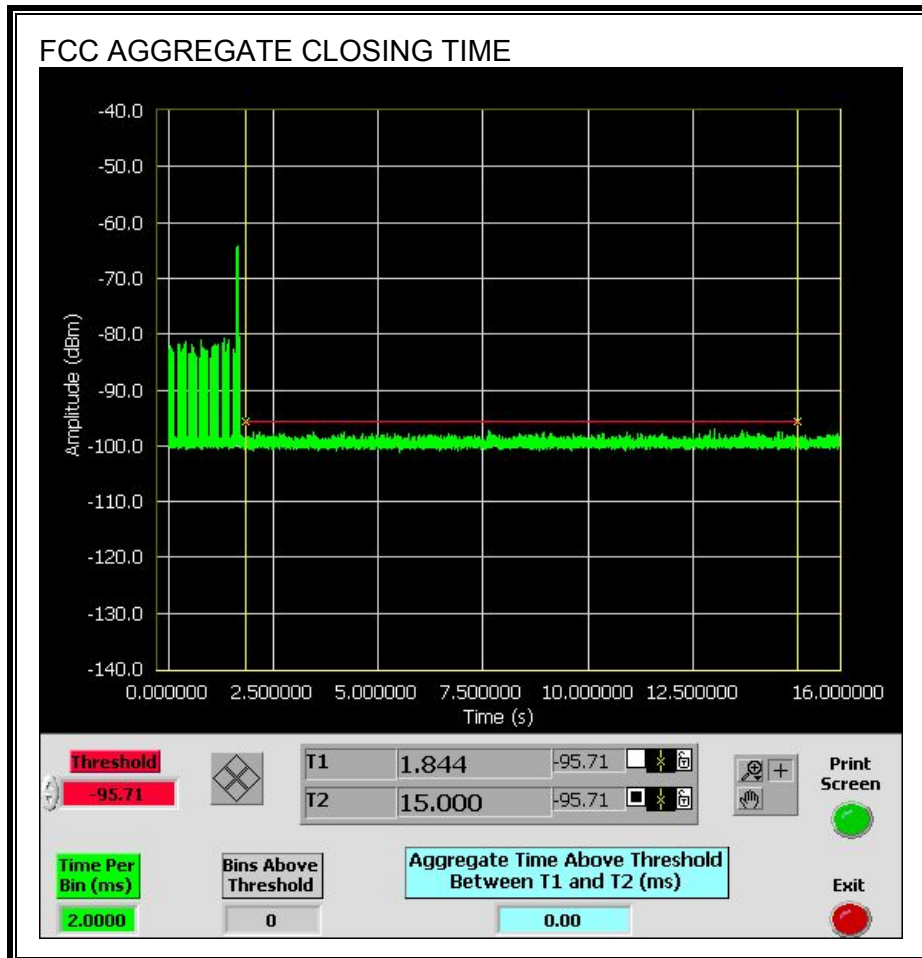 FCC AGGREGATE CLOSING TIME
-40.0
-50.0
-60.0
-70.0
-80.0
-90.0
-100.0
-110.0
-120.0
-130.0
-140.0
Amplitude (dBm)
0.000000 2.500000 5.000000 7.500000 10.000000 12.500000 16.000000
Time (s)
Threshold
-95.71
T1 1.844 -95.71
T2 15.000 -95.71
Print
Screen
Time Per
Bin (ms)
2.0000
Bins Above
Threshold
0
Aggregate Time Above Threshold
Between T1 and T2 (ms)
0.00
Exit